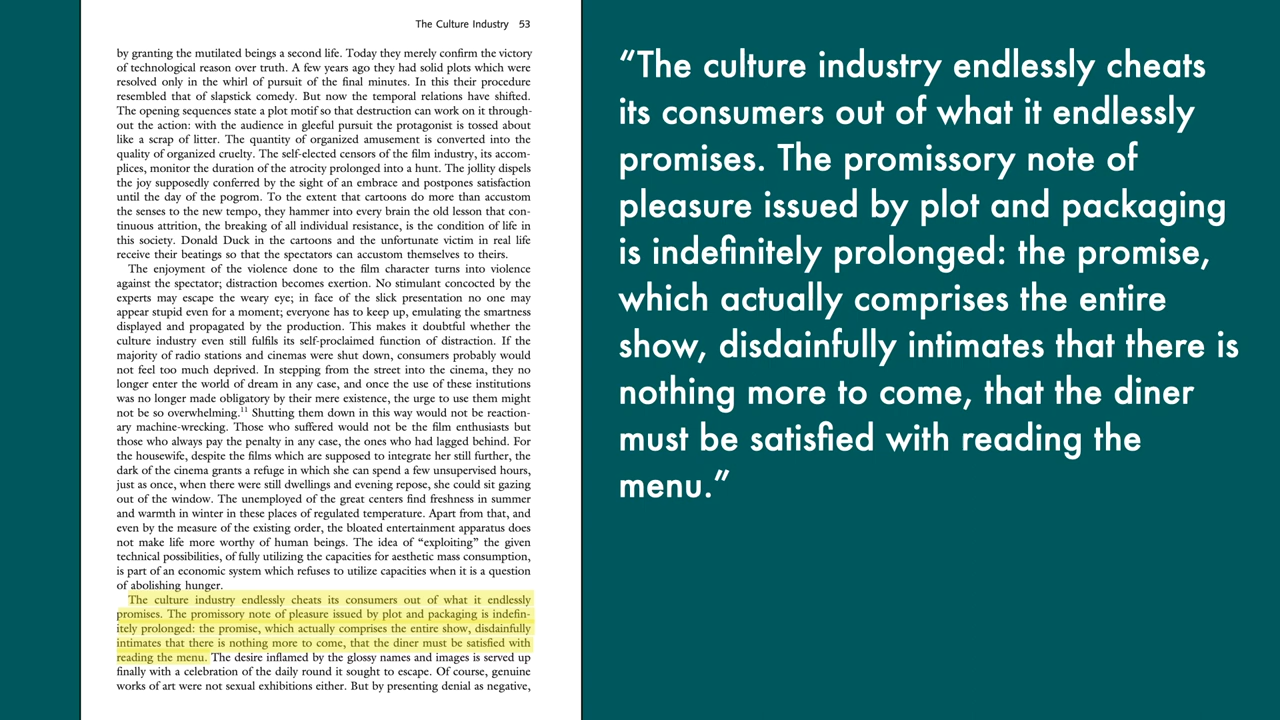 The Culture Industry 53
by granting the mutilated beings a second life. Today they merely confirm the victory
of technological reason over truth. A few years ago they had solid plots which were
resolved only in the whirl of pursuit of the final minutes. In this their procedure
resembled that of slapstick comedy. But now the temporal relations have shifted.
The opening sequences state a plot motif so that destruction can work on it through-
out the action: with the audience in gleeful pursuit the protagonist is tossed about
like a scrap of litter. The quantity of organized amusement is converted into the
quality of organized cruelty. The self-elected censors of the film industry, its accom-
plices, monitor the duration of the atrocity prolonged into a hunt. The jollity dispels
the joy supposedly conferred by the sight of an embrace and postpones satisfaction
until the day of the pogrom. To the extent that cartoons do more than accustom
the senses to the new tempo, they hammer into every brain the old lesson that con-
tinuous attrition, the breaking of all individual resistance, is the condition of life in
this society. Donald Duck in the cartoons and the unfortunate victim in real life
receive their beatings so that the spectators can accustom themselves to theirs.
The enjoyment of the violence done to the film character turns into violence
against the spectator; distraction becomes exertion. No stimulant concocted by the
experts may escape the weary eye; in face of the slick presentation no one may
appear stupid even for a moment; everyone has to keep up, emulating the smartness
displayed and propagated by the production. This makes it doubtful whether the
culture industry even still fulfils its self-proclaimed function of distraction. If the
majority of radio stations and cinemas were shut down, consumers probably would
not feel too much deprived. In stepping from the street into the cinema, they no
longer enter the world of dream in any case, and once the use of these institutions
was no longer made obligatory by their mere existence, the urge to use them might
not be so overwhelming.11 Shutting them down in this way would not be reaction-
ary machine-wrecking. Those who suffered would not be the film enthusiasts but
those who always pay the penalty in any case, the ones who had lagged behind. For
the housewife, despite the films which are supposed to integrate her still further, the
dark of the cinema grants a refuge in which she can spend a few unsupervised hours,
just as once, when there were still dwellings and evening repose, she could sit gazing
out of the window. The unemployed of the great centers find freshness in summer
and warmth in winter in these places of regulated temperature. Apart from that, and
even by the measure of the existing order, the bloated entertainment apparatus does
not make life more worthy of human beings. The idea of “exploiting” the given
technical possibilities, of fully utilizing the capacities for aesthetic mass consumption,
is part of an economic system which refuses to utilize capacities when it is a question
of abolishing hunger.
The culture industry endlessly cheats its consumers out of what it endlessly
promises. The promissory note of pleasure issued by plot and packaging is indefin-
itely prolonged: the promise, which actually comprises the entire show, disdainfully
intimates that there is nothing more to come, that the diner must be satisfied with
reading the menu. The desire inflamed by the glossy names and images is served up
finally with a celebration of the daily round it sought to escape. Of course, genuine
works of art were not sexual exhibitions either. But by presenting denial as negative,
“The culture industry endlessly cheats
its consumers out of what it endlessly
promises. The promissory note of
pleasure issued by plot and packaging
is indefinitely prolonged: the promise,
which actually comprises the entire
show, disdainfully intimates that there is
nothing more to come, that the diner
must be satisfied with reading the
menu.”